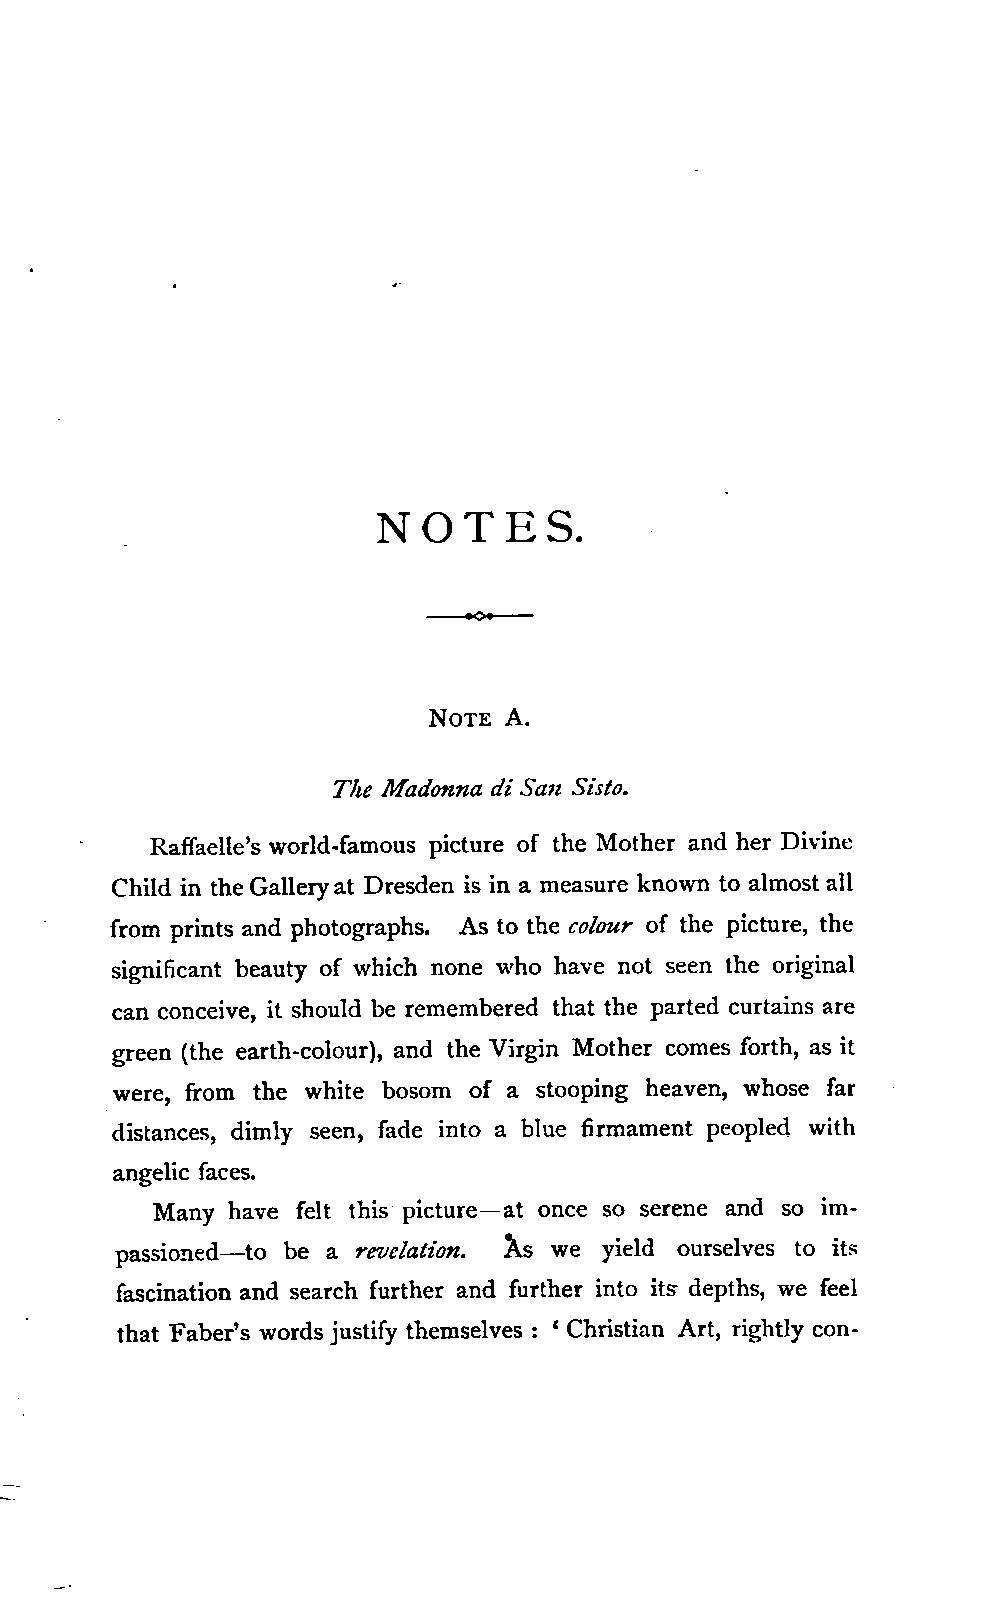 NOTES.
NOTE A.
The Madonna di San Sisto.
Raffaelle's world-famous picture of the Mother and her Divine
Child in the Gallery at Dresden is in a measure known to almost all
from prints and photographs. As to the colour of the picture, the
significant beauty of which none who have not seen the original
can conceive, it should be remembered that the parted curtains are
green (the earth-colour), and the Virgin Mother comes forth, as it
were, from the white bosom of a stooping heaven, whose far
distances, dimly seen, fade into a blue firmament peopled with
angelic faces.
Many have felt this picture—at once so serene and so im-
passioned—to be a revelation. As we yield ourselves to its
fascination and search further and further into its depths, we feel
that Faber's words justify themselves : ‘ Christian Art, rightly con-